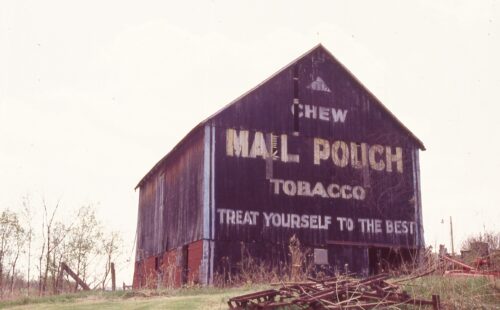 CHEW
MAIL POUCH
TOBACCO
TREAT YOURSELF TO THE BEST